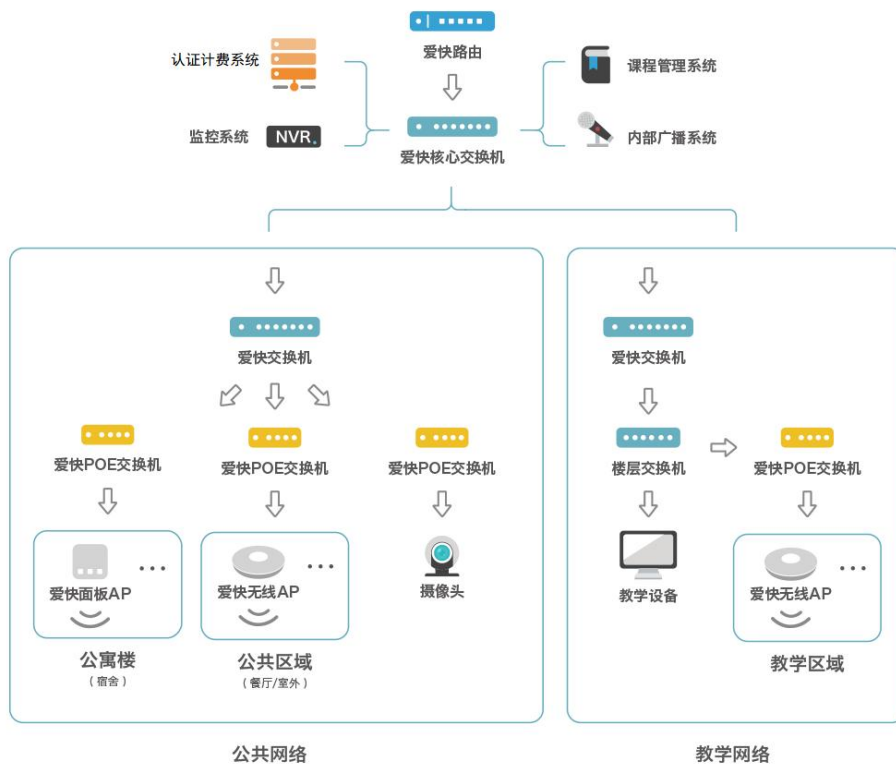 爱快路由
认证计费系统
课程管理系统
监控系统
NVR.
内部广播系统
爱快核心交换机
爱快交换机
爱快POE交换机
爱快POE交换机
爱快POE交换机
爱快面板AP
爱快无线AP
摄像头
公寓楼
（宿舍）
公共区域
（餐厅/室外）
公共网络
爱快交换机
楼层交换机
爱快POE交换机
教学设备
爱快无线AP
教学区域
教学网络